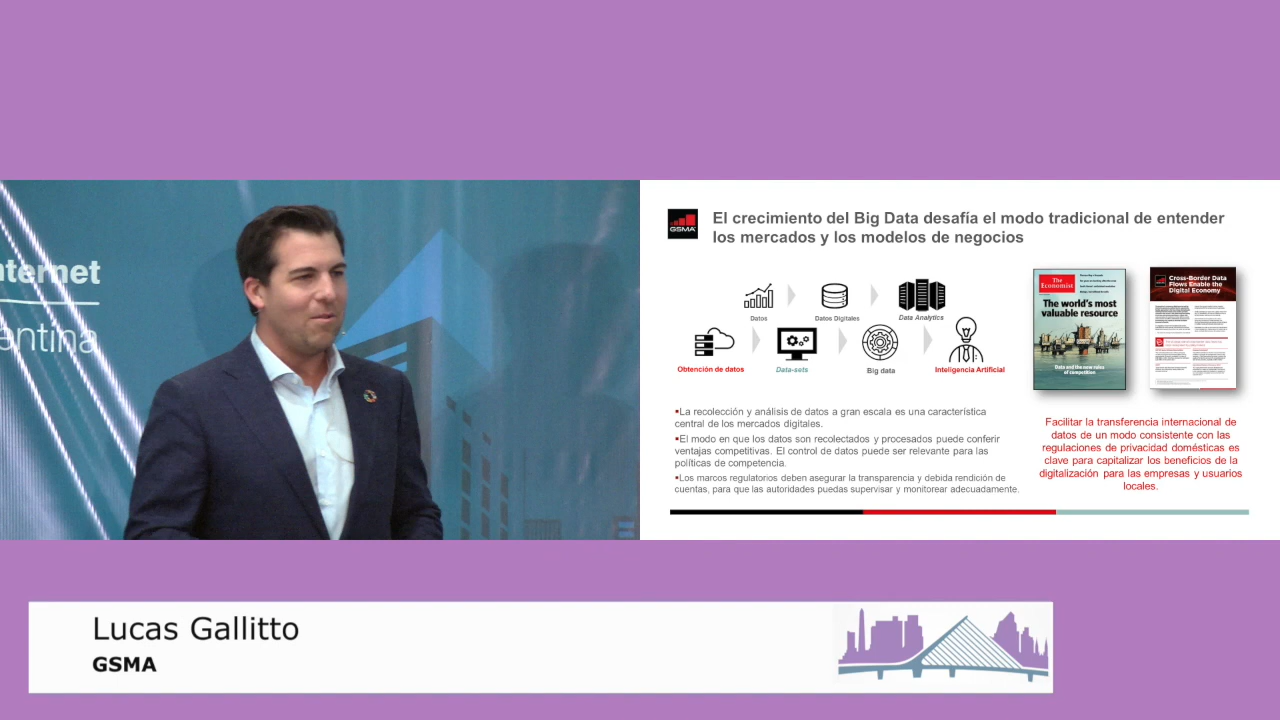 nternet
entina
GSMA
El crecimiento del Big Data desafía el modo tradicional de entender
los mercados y los modelos de negocios
Datos
Datos Digitales
Data Analytics
Obtención de datos
Data-sets
Big data
Inteligencia Artificial
The
Economist
The world's most
valuable resource
Data and the new rules
of competition
Cross-Border Data
Flows Enable the
Digital Economy
▪La recolección y análisis de datos a gran escala es una característica
central de los mercados digitales.
▪El modo en que los datos son recolectados y procesados puede conferir
ventajas competitivas. El control de datos puede ser relevante para las
políticas de competencia.
▪Los marcos regulatorios deben asegurar la transparencia y debida rendición de
cuentas, para que las autoridades puedas supervisar y monitorear adecuadamente.
Facilitar la transferencia internacional de
datos de un modo consistente con las
regulaciones de privacidad domésticas es
clave para capitalizar los beneficios de la
digitalización para las empresas y usuarios
locales.
Lucas Gallitto
GSMA